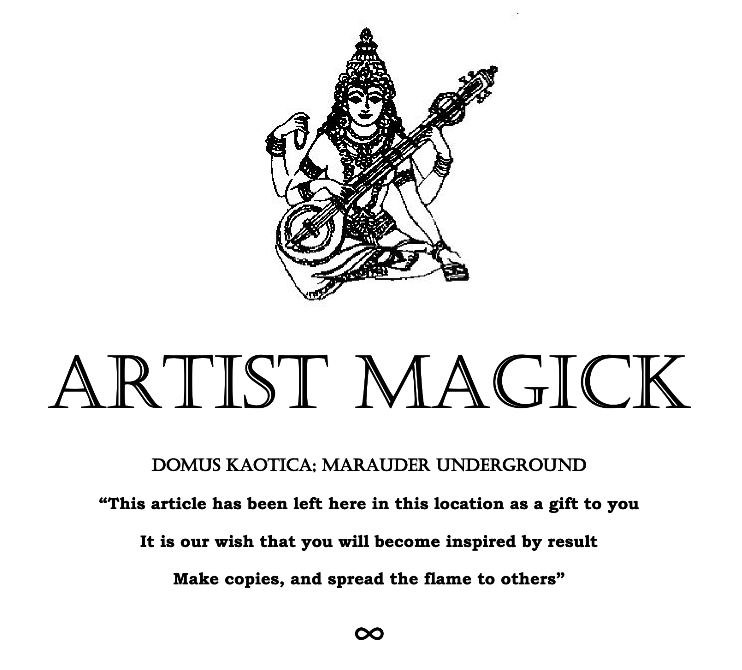 ARTIST MAGICK
DOMUS KAOTICA; MARAUDER UNDERGROUND
“This article has been left here in this location as a gift to you
It is our wish that you will become inspired by result
Make copies, and spread the flame to others”
∞